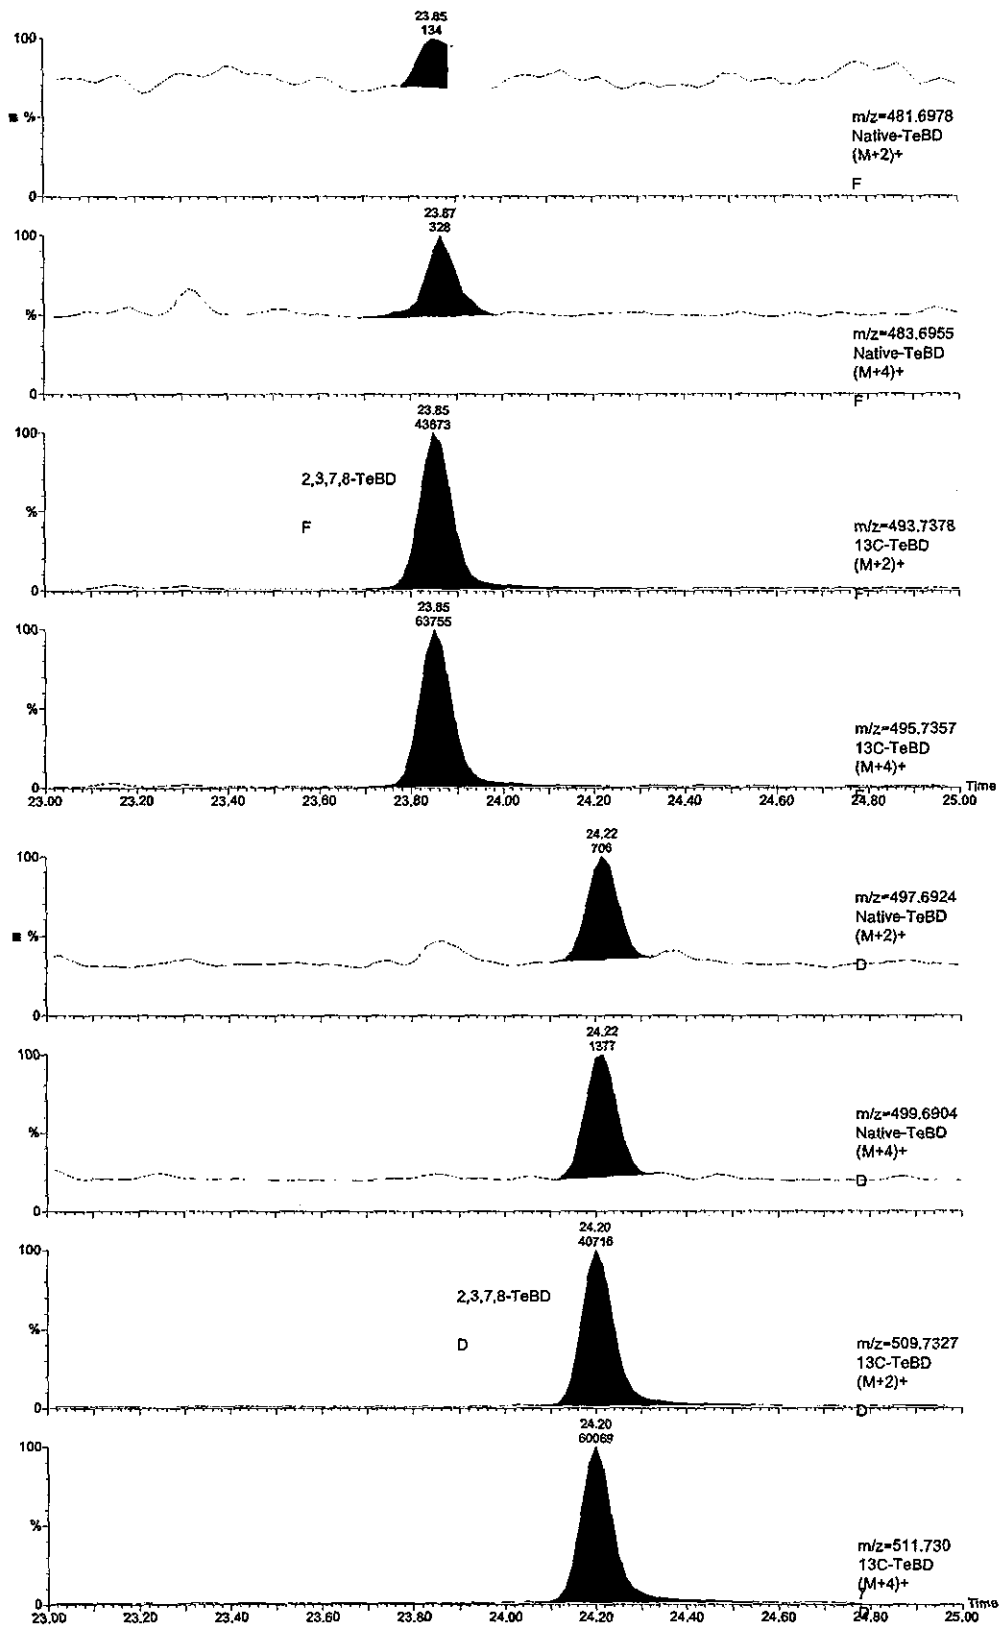 23.85
134
100
%
0
m/z=481.6978
Native-TeBD
(M+2)+
F
23.87
328
100
%
0
m/z=483.6955
Native-TeBD
(M+4)+
F
23.85
43673
100
2,3,7,8-TeBD
%
F
m/z=493.7378
13C-TeBD
(M+2)+
0
23.85
63755
100
%
m/z=495.7357
13C-TeBD
(M+4)+
0
23.00 23.20 23.40 23.60 23.80 24.00 24.20 24.40 24.60 24.80 25.00 Time
24.22
706
100
%
m/z=497.6924
Native-TeBD
(M+2)+
D
0
24.22
1377
100
%
m/z=499.6904
Native-TeBD
(M+4)+
D
0
24.20
40716
100
2,3,7,8-TeBD
%
D
m/z=509.7327
13C-TeBD
(M+2)+
D
0
24.20
60069
100
%
m/z=511.730
13C-TeBD
(M+4)+
7
0
23.00 23.20 23.40 23.60 23.80 24.00 24.20 24.40 24.60 24.80 25.00 Time